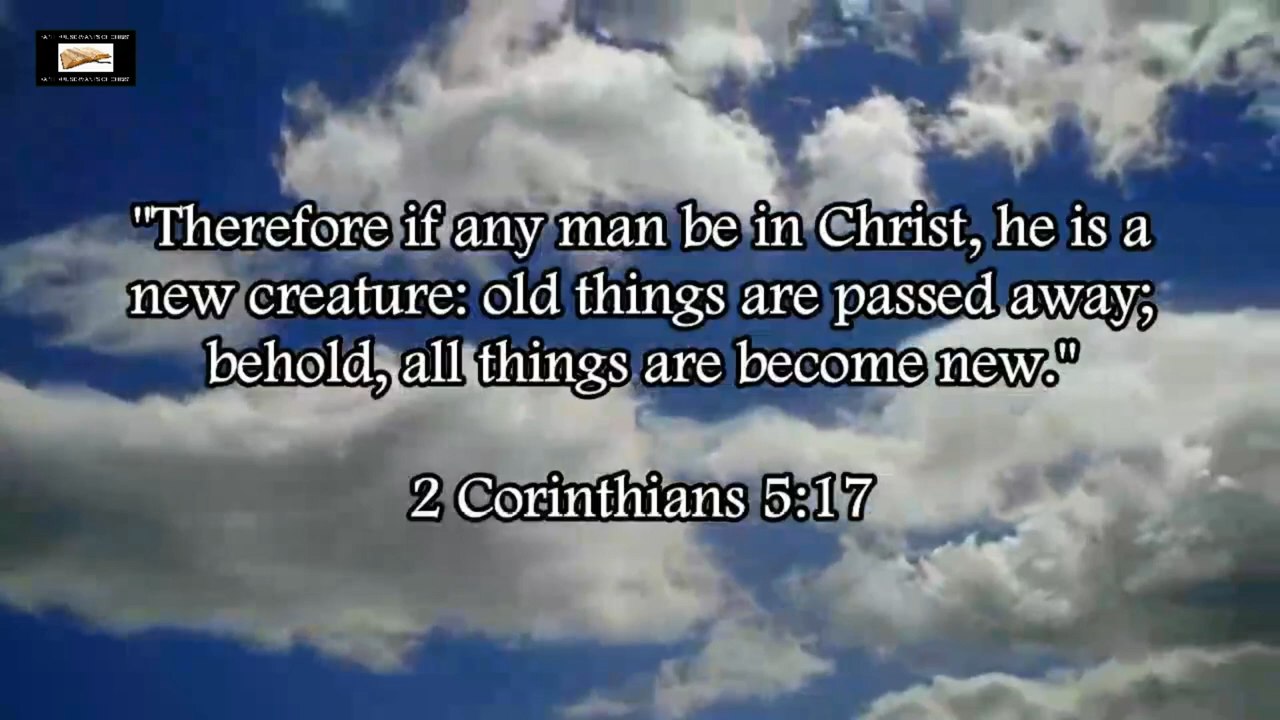 "Therefore if any man be in Christ, he is a
new creature: old things are passed away;
behold, all things are become new."
2 Corinthians 5:17